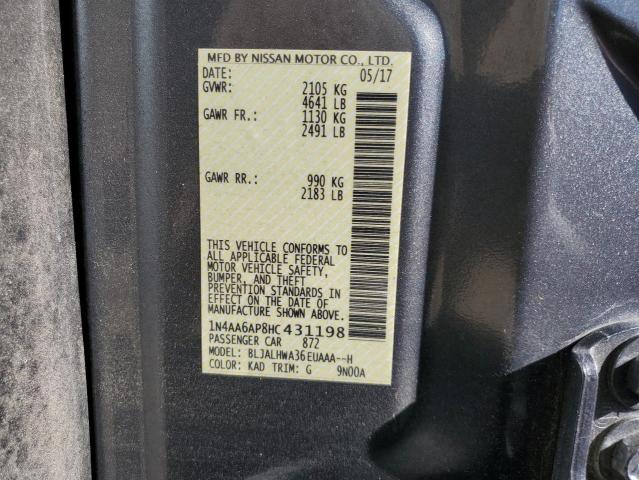 MFD BY NISSAN MOTOR CO., LTD.
DATE: 05/17
GVWR: 2105 KG
4641 LB
GAWR FR.: 1130 KG
2491 LB
GAWR RR.: 990 KG
2183 LB
THIS VEHICLE CONFORMS TO
ALL APPLICABLE FEDERAL
MOTOR VEHICLE SAFETY,
BUMPER, AND THEFT
PREVENTION STANDARDS IN
EFFECT ON THE DATE OF
MANUFACTURE SHOWN ABOVE.
1N4AA6AP8HC431198
PASSENGER CAR 872
MODEL: BLJALHWA36EUAAA--H
COLOR: KAD TRIM: G 9N00A